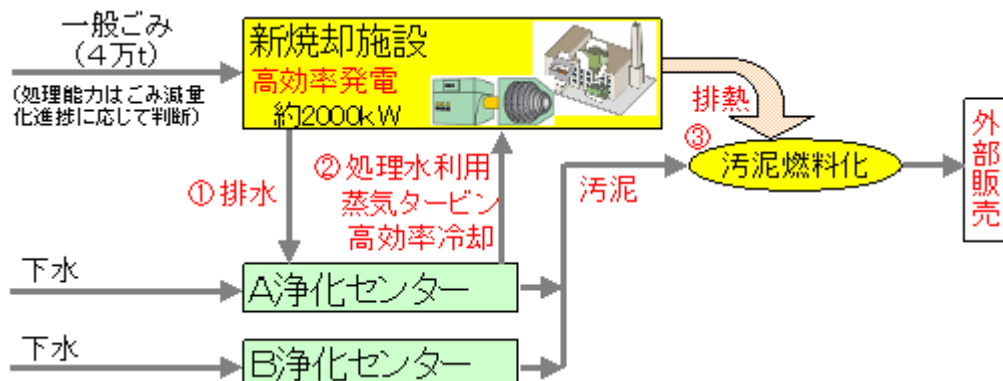 一般ごみ
(4万t)
(処理能力はごみ減量
化進捗に応じて判断)
新焼却施設
高効率発電
約2000kW
排熱
①排水
②処理水利用
蒸気タービン
高効率冷却
汚泥
③
汚泥燃料化
外部販売
下水
A浄化センター
下水
B浄化センター